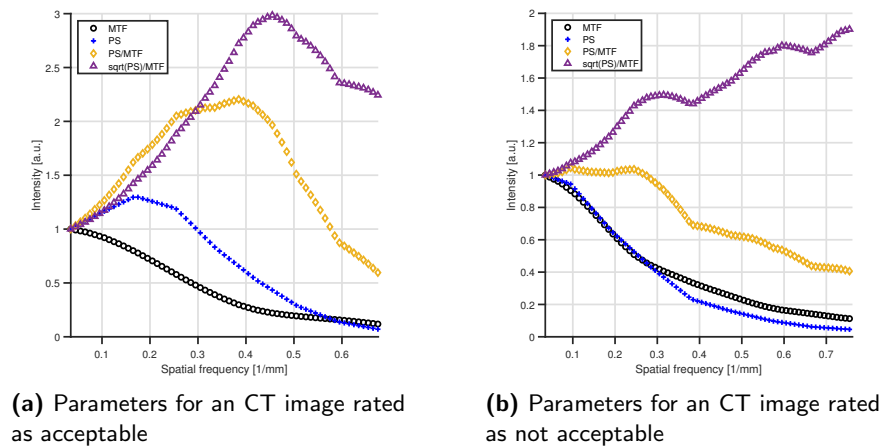 3
2.5
2
1.5
1
0.5
0
Intensity [a.u.]
MTF
PS
PS/MTF
sqrt(PS)/MTF
0.1 0.2 0.3 0.4 0.5 0.6
Spatial frequency [1/mm]
(a) Parameters for an CT image rated
as acceptable
2
1.8
1.6
1.4
1.2
1
0.8
0.6
0.4
0.2
0
Intensity [a.u.]
MTF
PS
PS/MTF
sqrt(PS)/MTF
0.1 0.2 0.3 0.4 0.5 0.6 0.7
Spatial frequency [1/mm]
(b) Parameters for an CT image rated
as not acceptable